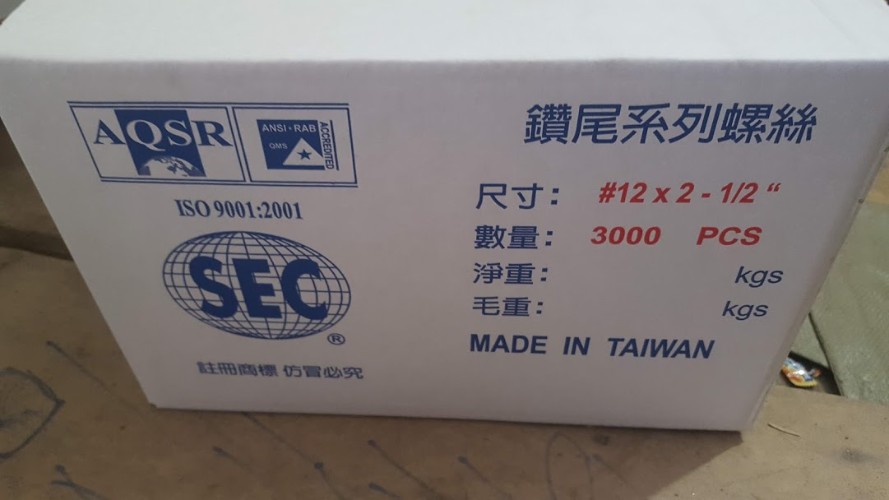 AQSR
ANSI · RAB
QMS
ACCREDITED
ISO 9001:2001
SEC
®
註冊商標 仿冒必究
鑽尾系列螺絲
尺寸: #12 x 2 - 1/2 “
數量: 3000 PCS
淨重: kgs
毛重: kgs
MADE IN TAIWAN